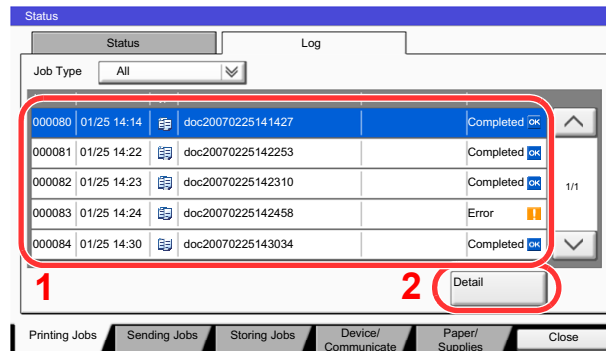 Status
Status Log
Job Type All
000080 01/25 14:14 doc20070225141427 Completed OK
000081 01/25 14:22 doc20070225142253 Completed OK
000082 01/25 14:23 doc20070225142310 Completed OK
1/1
000083 01/25 14:24 doc20070225142458 Error !
000084 01/25 14:30 doc20070225143034 Completed OK
1 2 Detail
Printing Jobs Sending Jobs Storing Jobs Device/
Communicate Paper/
Supplies Close